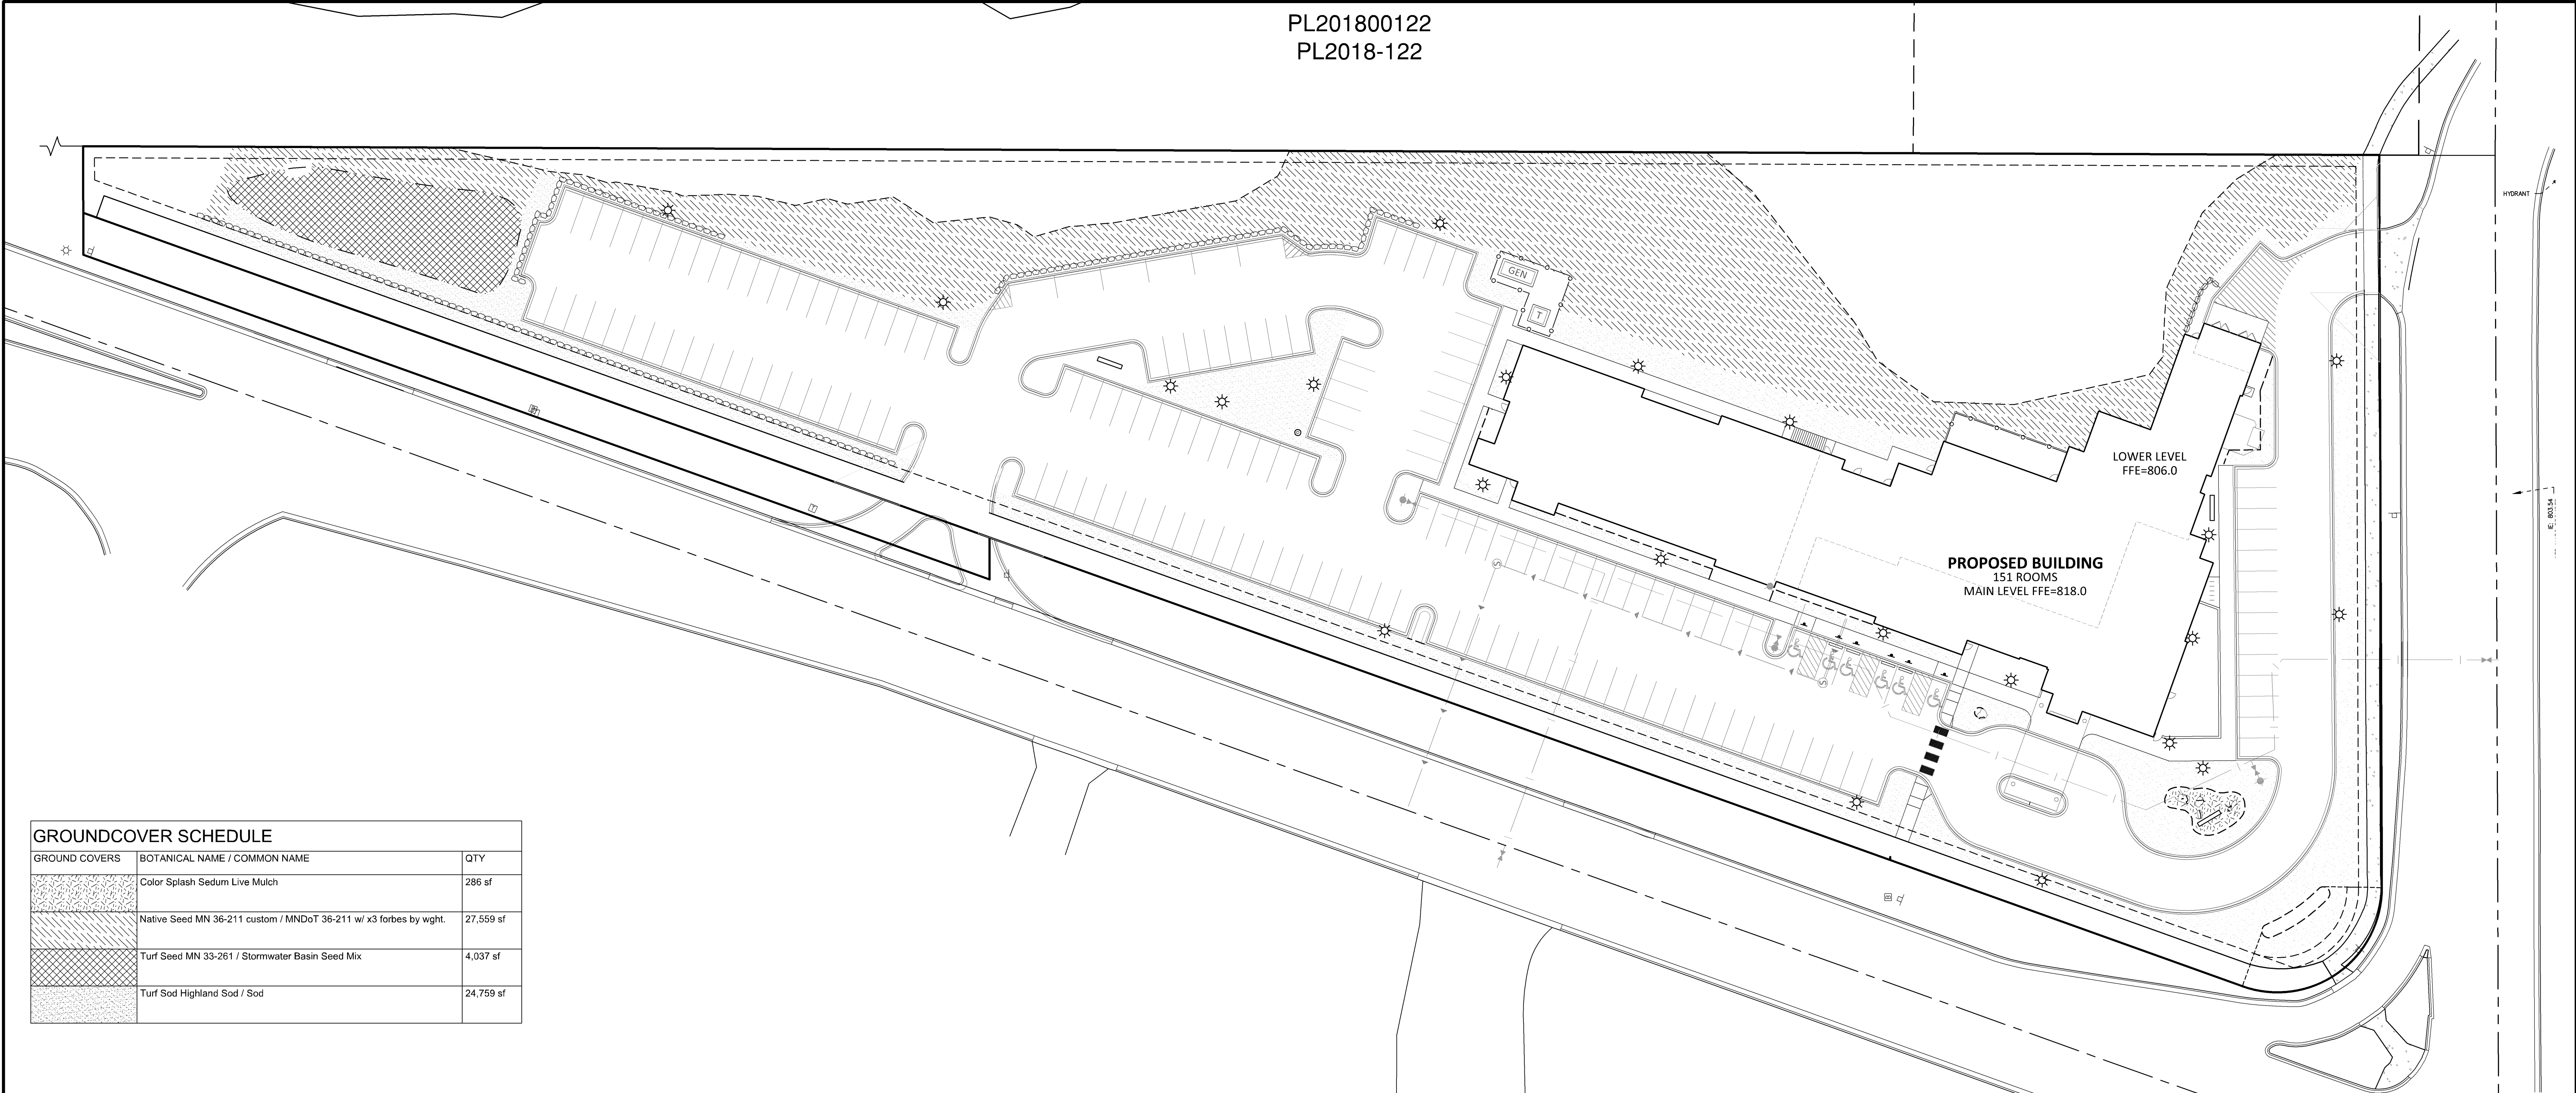 PL201800122
PL2018-122
HYDRANT
GEN
T
LOWER LEVEL
FFE=806.0
IE: 803.54
PROPOSED BUILDING
151 ROOMS
MAIN LEVEL FFE=818.0
S
S
GROUNDCOVER SCHEDULE
GROUND COVERS BOTANICAL NAME / COMMON NAME QTY
Color Splash Sedum Live Mulch 286 sf
Native Seed MN 36-211 custom / MNDoT 36-211 w/ x3 forbes by wght. 27,559 sf
Turf Seed MN 33-261 / Stormwater Basin Seed Mix 4,037 sf
Turf Sod Highland Sod / Sod 24,759 sf